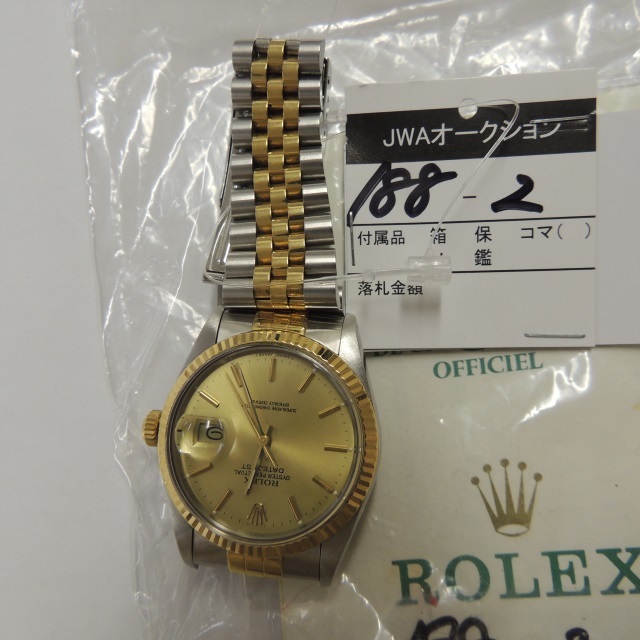 JWAオークション
188-2
付属品 箱 保 コマ( )
鑑
落札金額
OFFICIEL
ROLEX
ROLEX
OYSTER PERPETUAL
DATEJUST